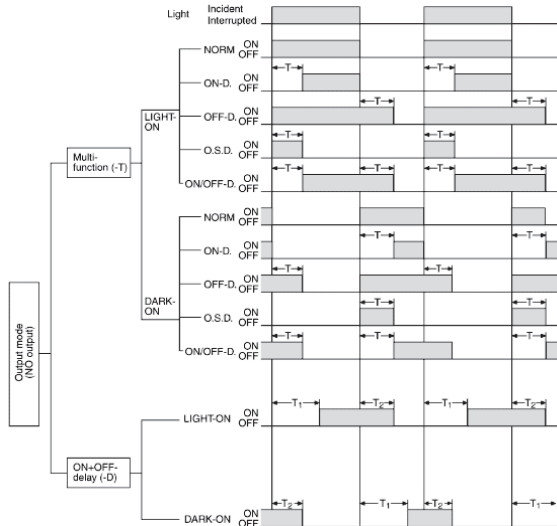 Light Incident
Interrupted
NORM ON
OFF
T T
ON-D. ON
OFF
T T
OFF-D. ON
OFF
LIGHT-
ON
T T
O.S.D. ON
OFF
T T T T
ON/OFF-D. ON
OFF
Multi-
function (-T)
NORM ON
OFF
T T
ON-D. ON
OFF
T T
OFF-D. ON
OFF
DARK-
ON
T T
O.S.D. ON
OFF
T T T
ON/OFF-D. ON
OFF
Output mode
(NO output)
T1 T2 T1 T2
LIGHT-ON ON
OFF
ON+OFF-
delay (-D)
T2 T1 T2 T1
DARK-ON ON
OFF